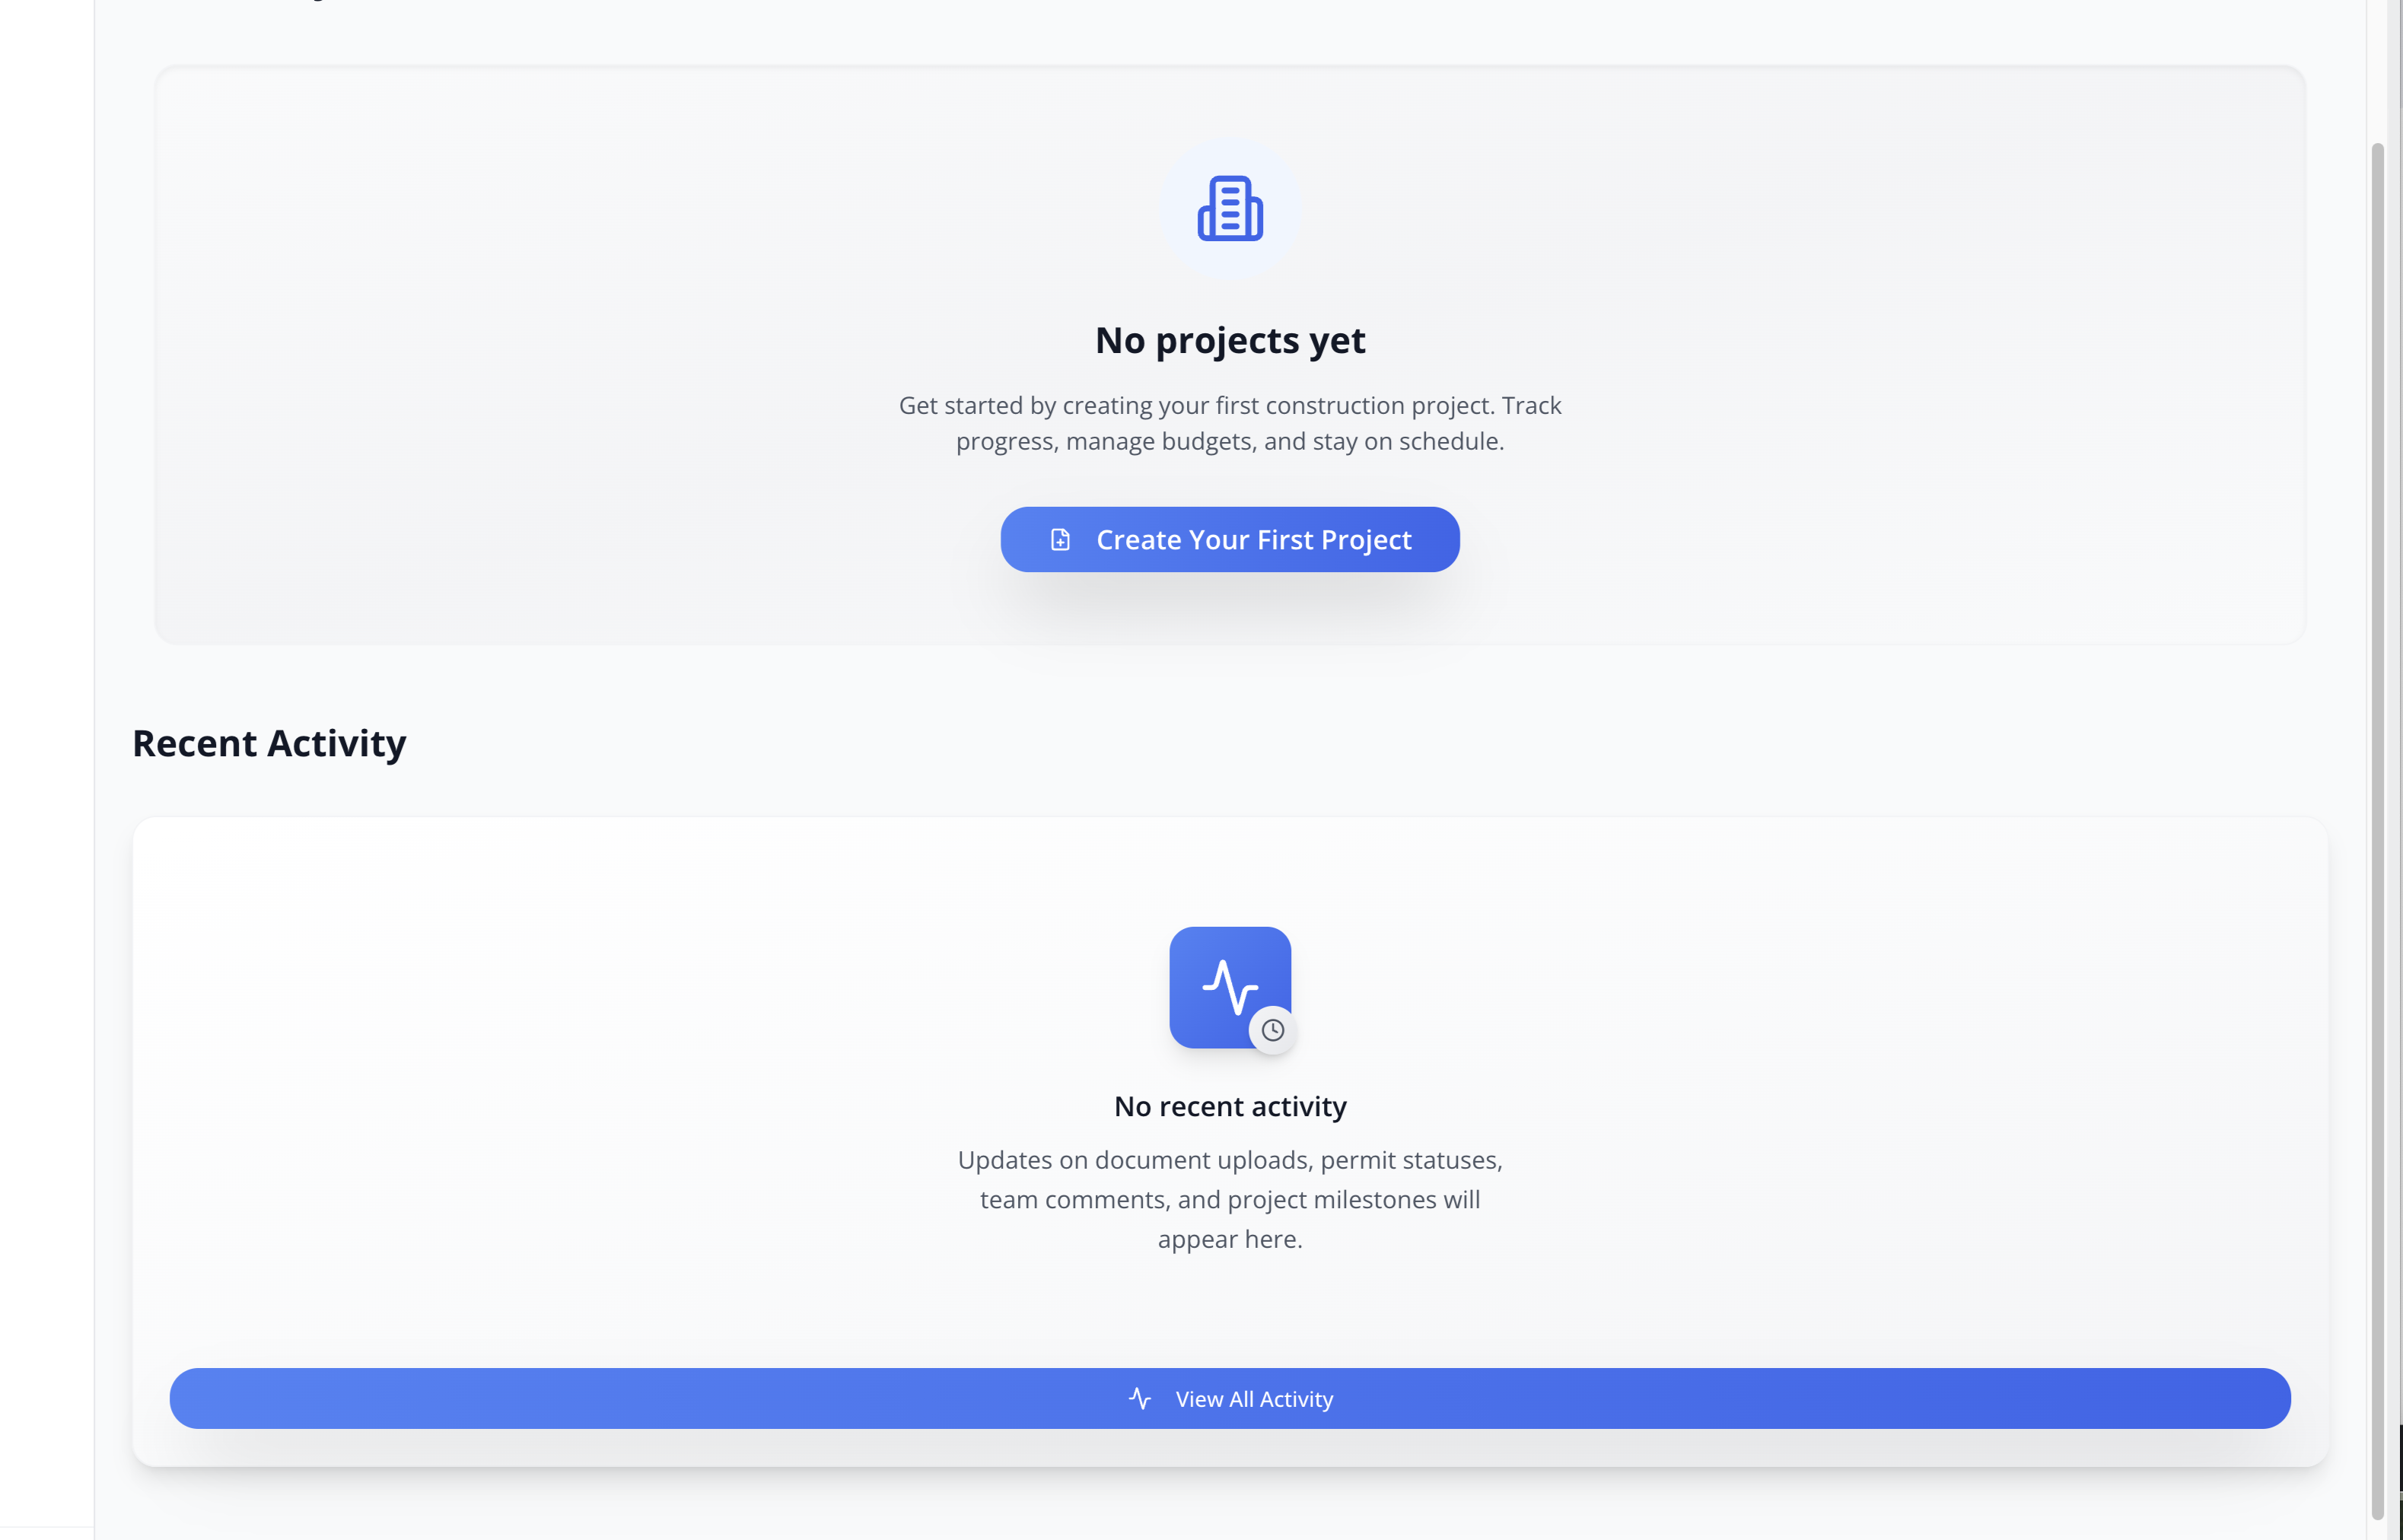 No projects yet
Get started by creating your first construction project. Track
progress, manage budgets, and stay on schedule.
Create Your First Project
Recent Activity
No recent activity
Updates on document uploads, permit statuses,
team comments, and project milestones will
appear here.
View All Activity